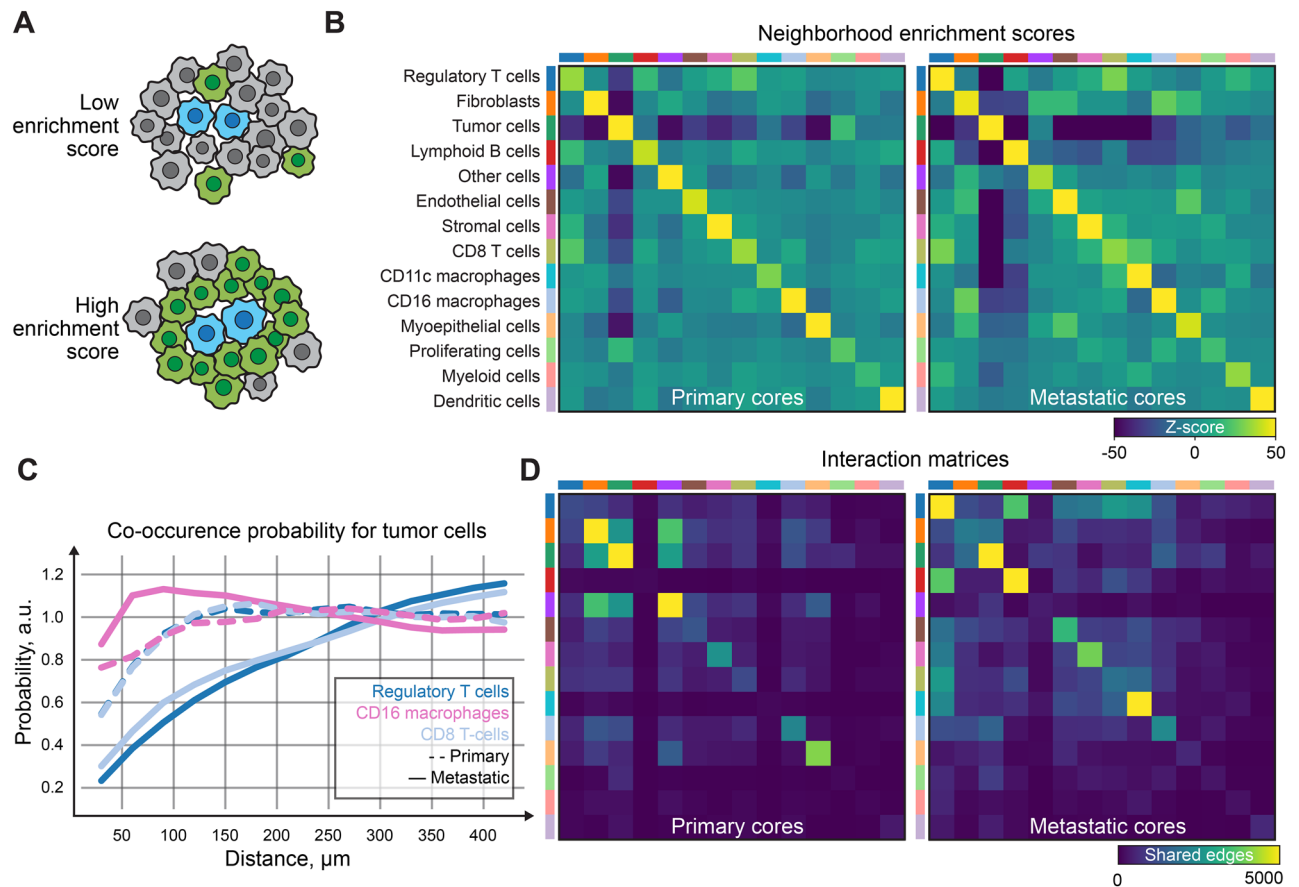 A
Low
enrichment
score
High
enrichment
score
B
Neighborhood enrichment scores
Regulatory T cells
Fibroblasts
Tumor cells
Lymphoid B cells
Other cells
Endothelial cells
Stromal cells
CD8 T cells
CD11c macrophages
CD16 macrophages
Myoepithelial cells
Proliferating cells
Myeloid cells
Dendritic cells
Primary cores
Metastatic cores
Z-score
-50 0 50
C
Co-occurence probability for tumor cells
Probability, a.u.
1.2
1.0
0.8
0.6
0.4
0.2
Regulatory T cells
CD16 macrophages
CD8 T-cells
-- Primary
— Metastatic
50 100 150 200 250 300 350 400
Distance, µm
D
Interaction matrices
Primary cores
Metastatic cores
Shared edges
0 5000